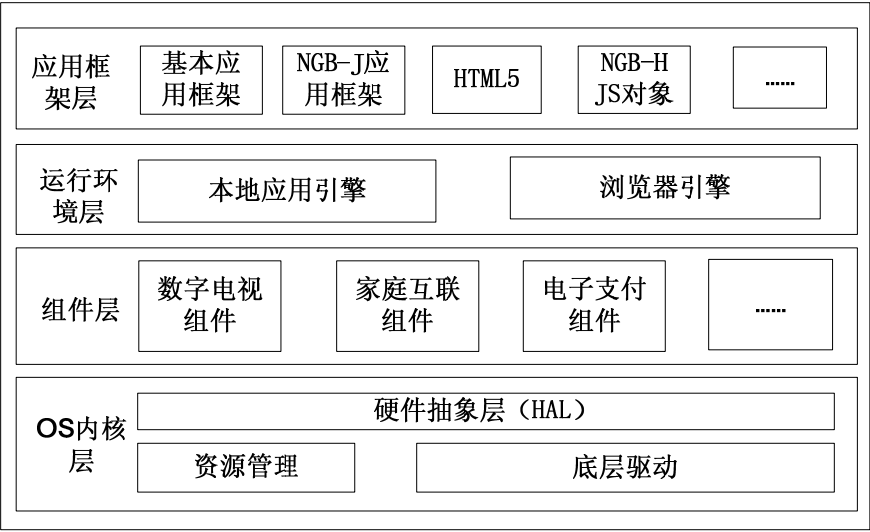 应用框
架层
基本应
用框架
NGB-J应
用框架
HTML5
NGB-H
JS对象
……
运行环
境层
本地应用引擎
浏览器引擎
组件层
数字电视
组件
家庭互联
组件
电子支付
组件
……
OS内核
层
硬件抽象层（HAL）
资源管理
底层驱动